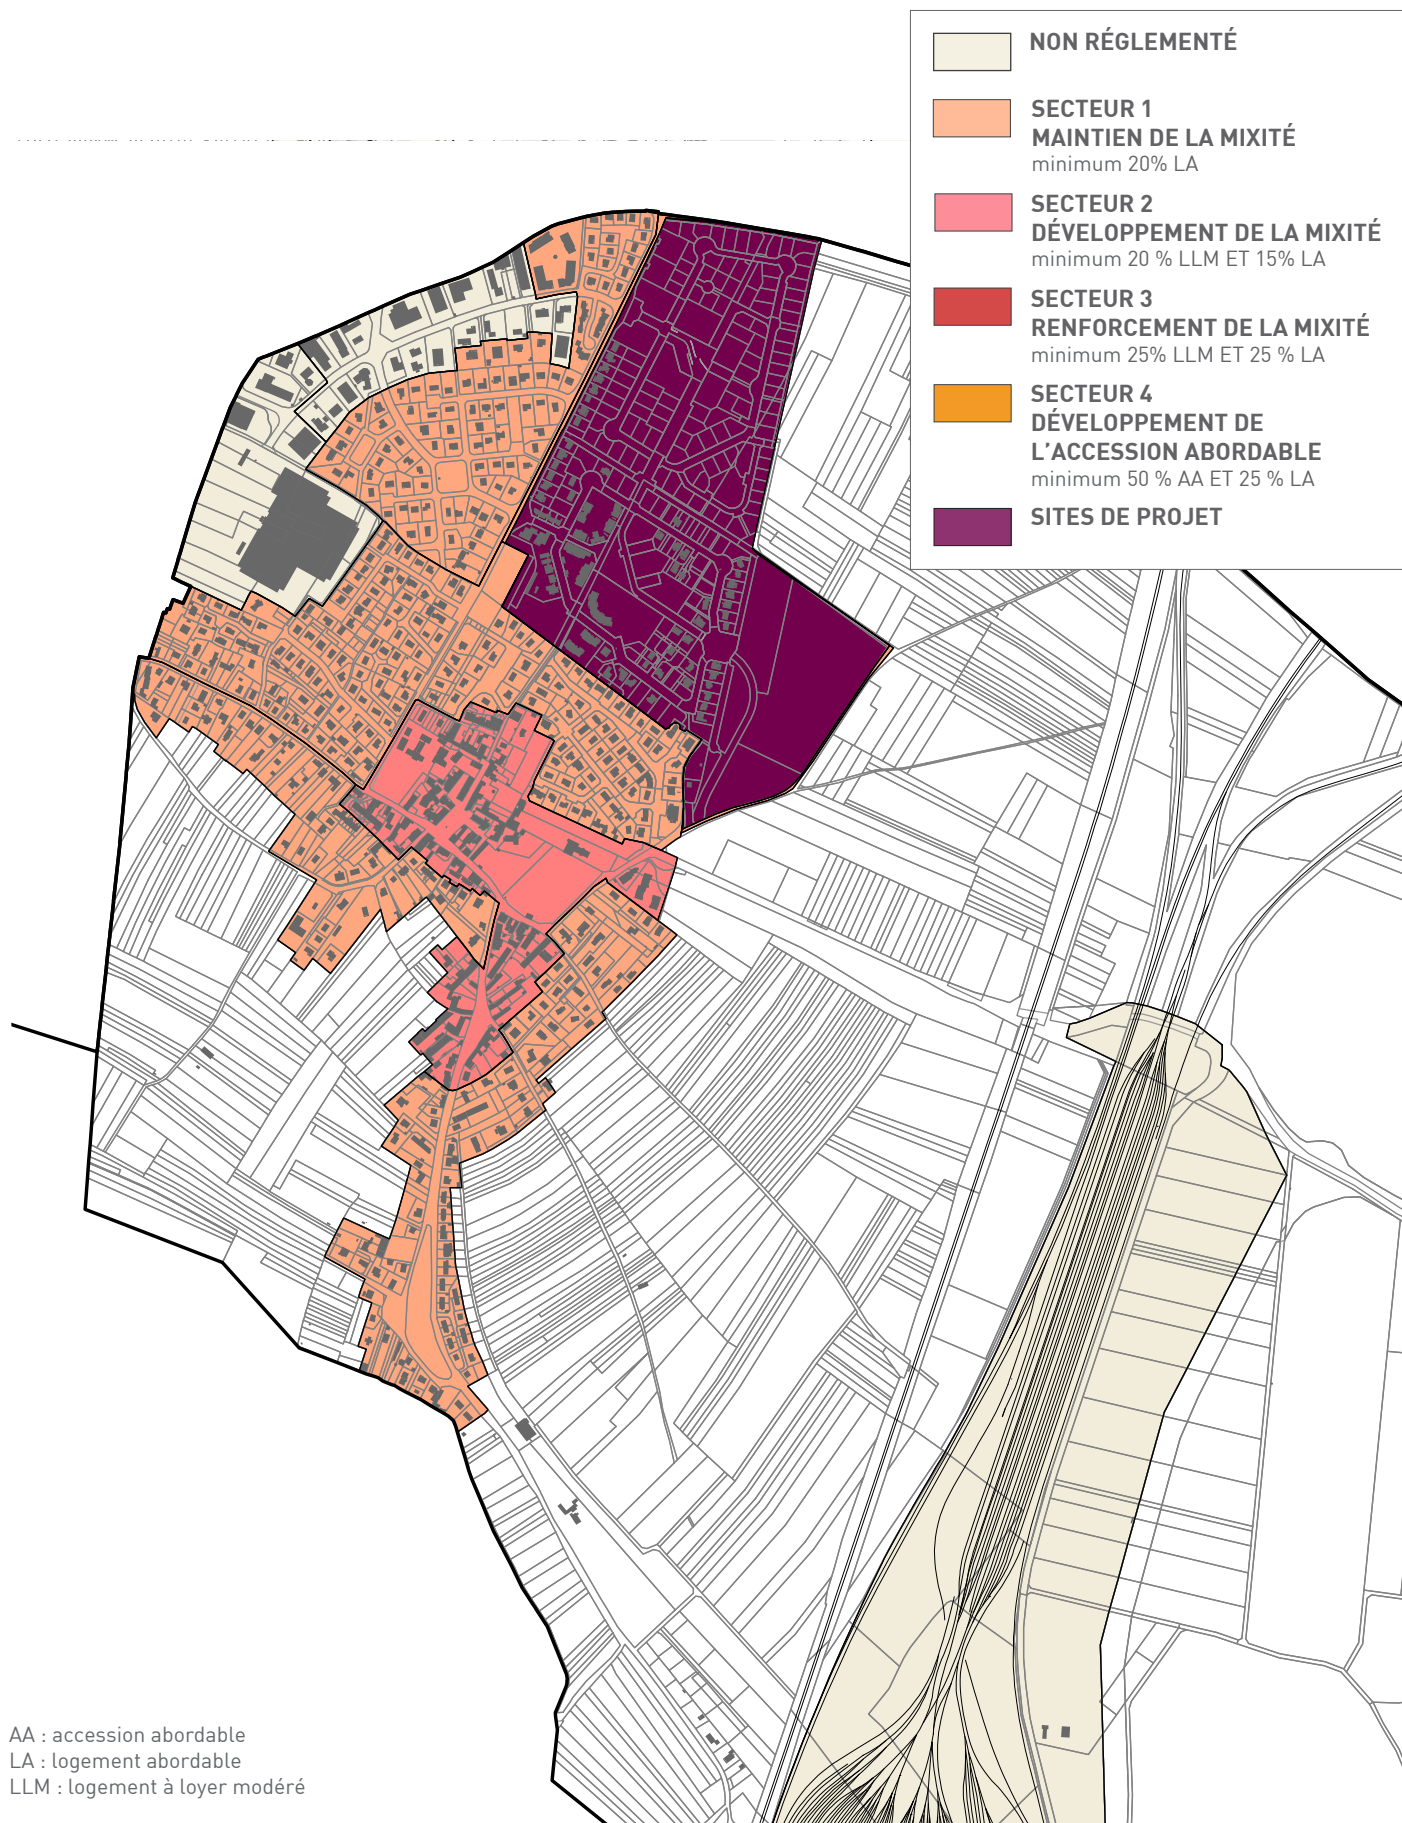 NON RÉGLEMENTÉ
SECTEUR 1
MAINTIEN DE LA MIXITÉ
minimum 20% LA
SECTEUR 2
DÉVELOPPEMENT DE LA MIXITÉ
minimum 20 % LLM ET 15% LA
SECTEUR 3
RENFORCEMENT DE LA MIXITÉ
minimum 25% LLM ET 25 % LA
SECTEUR 4
DÉVELOPPEMENT DE
L’ACCESSION ABORDABLE
minimum 50 % AA ET 25 % LA
SITES DE PROJET
AA : accession abordable
LA : logement abordable
LLM : logement à loyer modéré